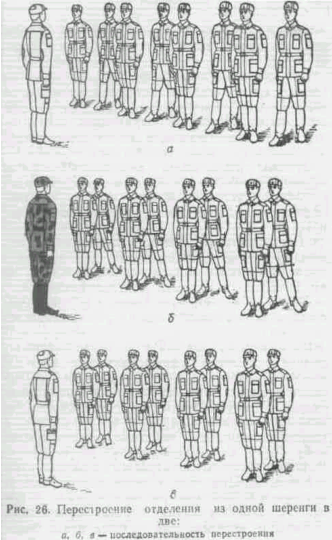 а
б
в
Рис. 26. Перестроение отделения из одной шеренги в
две:
а, б, в — последовательность перестроения